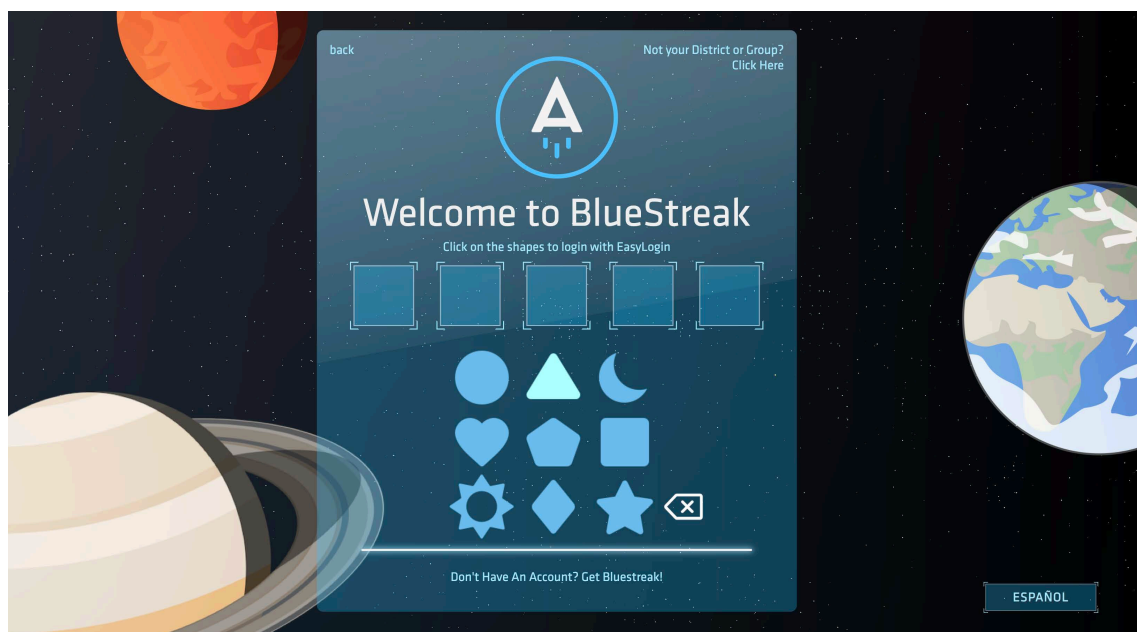 back
Not your District or Group?
Click Here
A
Welcome to BlueStreak
Click on the shapes to login with EasyLogin
Don't Have An Account? Get Bluestreak!
ESPAÑOL